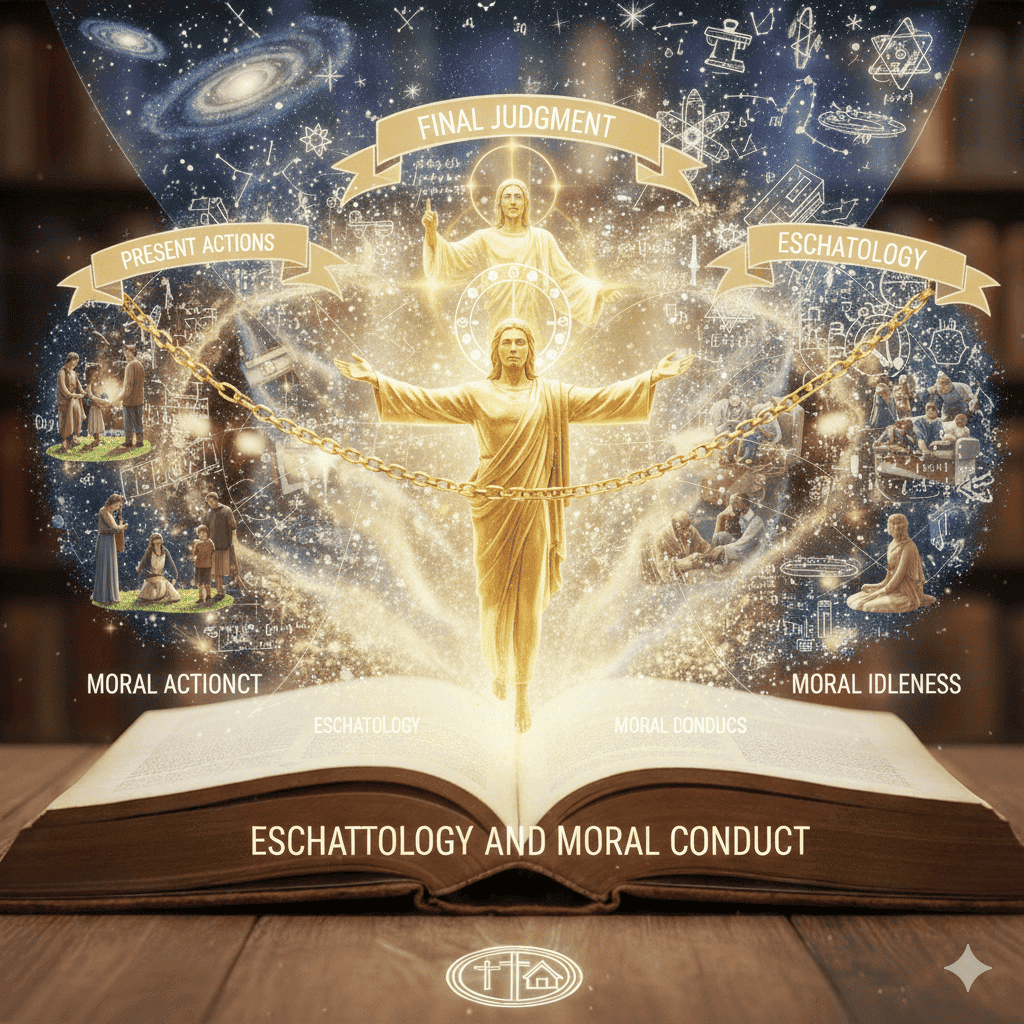 FINAL JUDGMENT
PRESENT ACTIONS
ESCHATOLOGY
MORAL ACTIONCT
MORAL IDLENESS
ESCHATOLOGY
MORAL DONDUCS
ESCHATTOLOGY AND MORAL CONDUCT